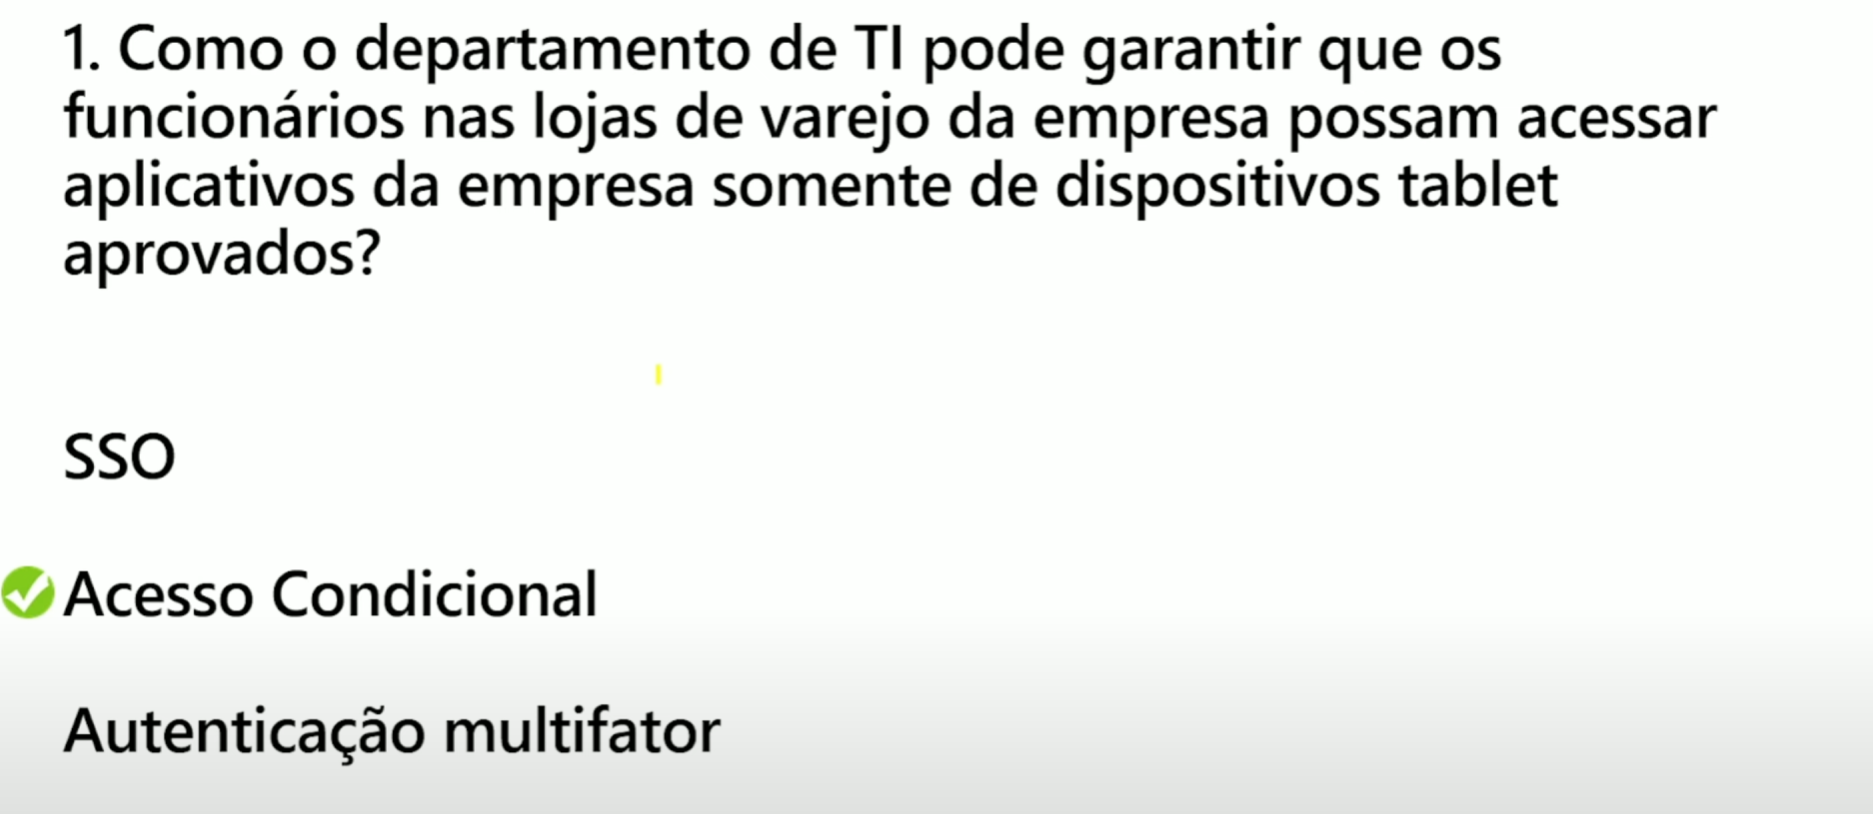 1. Como o departamento de TI pode garantir que os
funcionários nas lojas de varejo da empresa possam acessar
aplicativos da empresa somente de dispositivos tablet
aprovados?
SSO
Acesso Condicional
Autenticação multifator